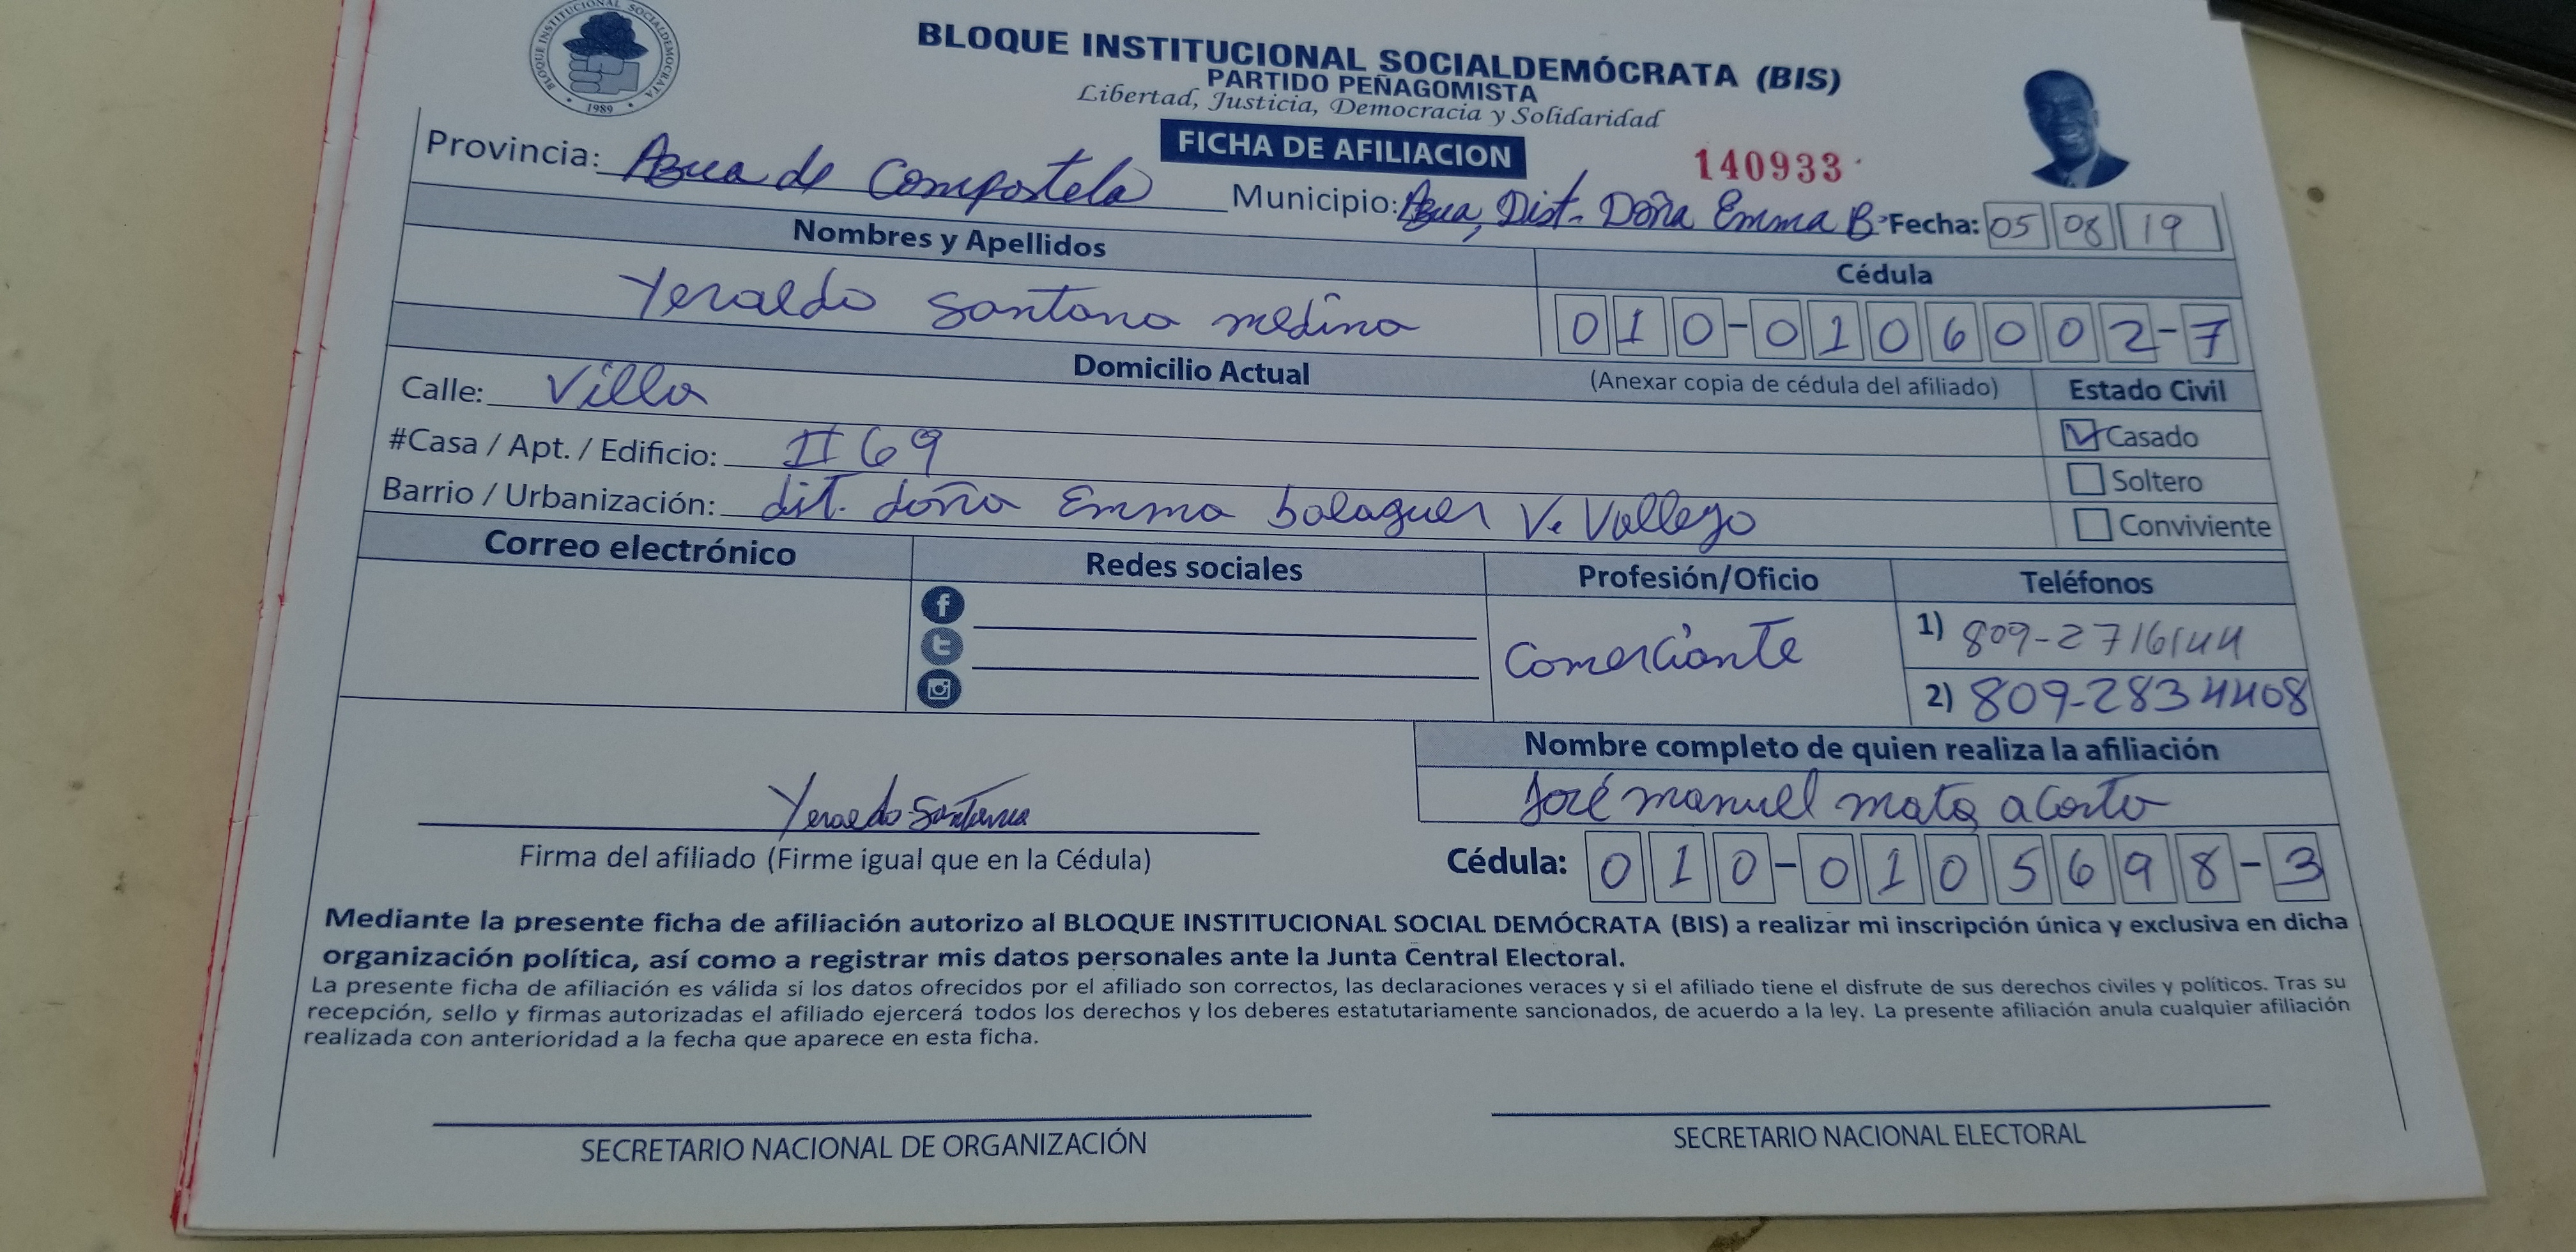 BLOQUE INSTITUCIONAL SOCIALDEMOCRATA
1989
BLOQUE INSTITUCIONAL SOCIALDEMÓCRATA (BIS)
PARTIDO PEÑAGOMISTA
Libertad, Justicia, Democracia y Solidaridad
FICHA DE AFILIACION
140933
Provincia: Azua de Compostela Municipio: Azua, Dist. Doña Emma B. Fecha: 05 08 19
Nombres y Apellidos
Cédula
Yeraldo Santana medina
010-0106002-7
Domicilio Actual
(Anexar copia de cédula del afiliado)
Estado Civil
Calle: Villa
Casado
#Casa / Apt. / Edificio: # 69
Soltero
Barrio / Urbanización: dit. doña Emma balaguer V. Vallejo
Conviviente
Correo electrónico
Redes sociales
Profesión/Oficio
Teléfonos
Comerciante
1) 809-2716144
2) 809-2834408
Nombre completo de quien realiza la afiliación
José manuel mata acosta
Yeraldo Santana
Firma del afiliado (Firme igual que en la Cédula)
Cédula: 010-0105698-3
Mediante la presente ficha de afiliación autorizo al BLOQUE INSTITUCIONAL SOCIAL DEMÓCRATA (BIS) a realizar mi inscripción única y exclusiva en dicha
organización política, así como a registrar mis datos personales ante la Junta Central Electoral.
La presente ficha de afiliación es válida si los datos ofrecidos por el afiliado son correctos, las declaraciones veraces y si el afiliado tiene el disfrute de sus derechos civiles y políticos. Tras su
recepción, sello y firmas autorizadas el afiliado ejercerá todos los derechos y los deberes estatutariamente sancionados, de acuerdo a la ley. La presente afiliación anula cualquier afiliación
realizada con anterioridad a la fecha que aparece en esta ficha.
SECRETARIO NACIONAL DE ORGANIZACIÓN
SECRETARIO NACIONAL ELECTORAL